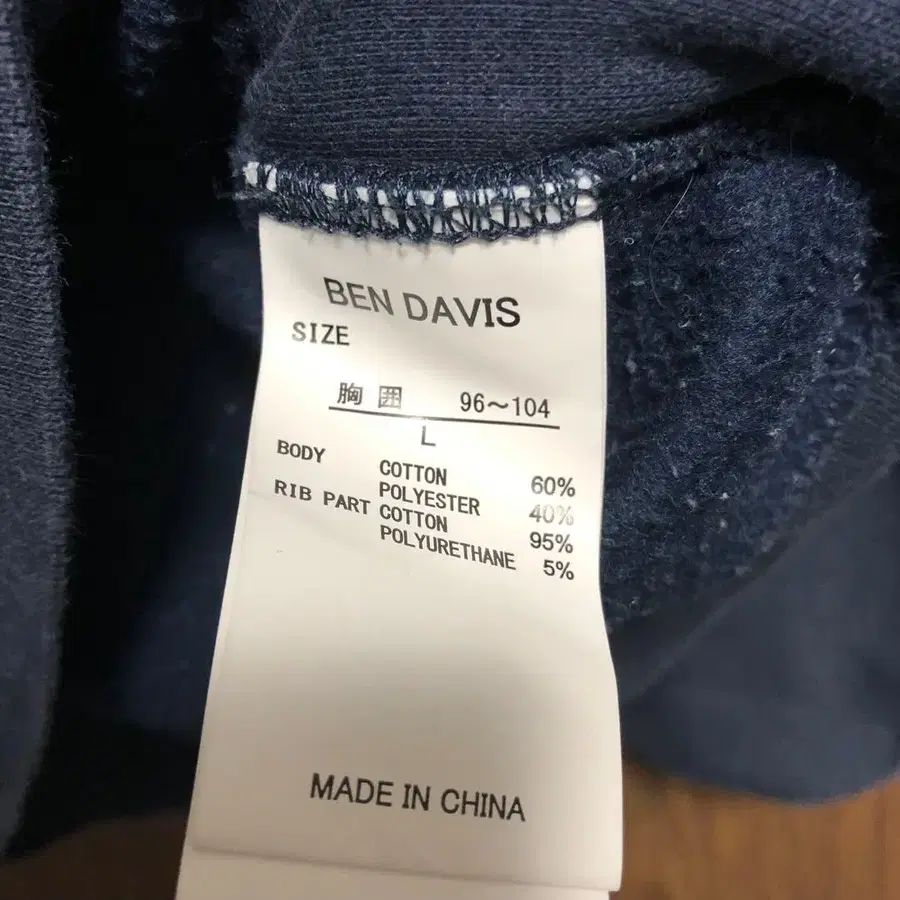 BEN DAVIS
SIZE
胸囲 96～104
L
BODY COTTON 60%
POLYESTER 40%
RIB PART COTTON 95%
POLYURETHANE 5%
MADE IN CHINA